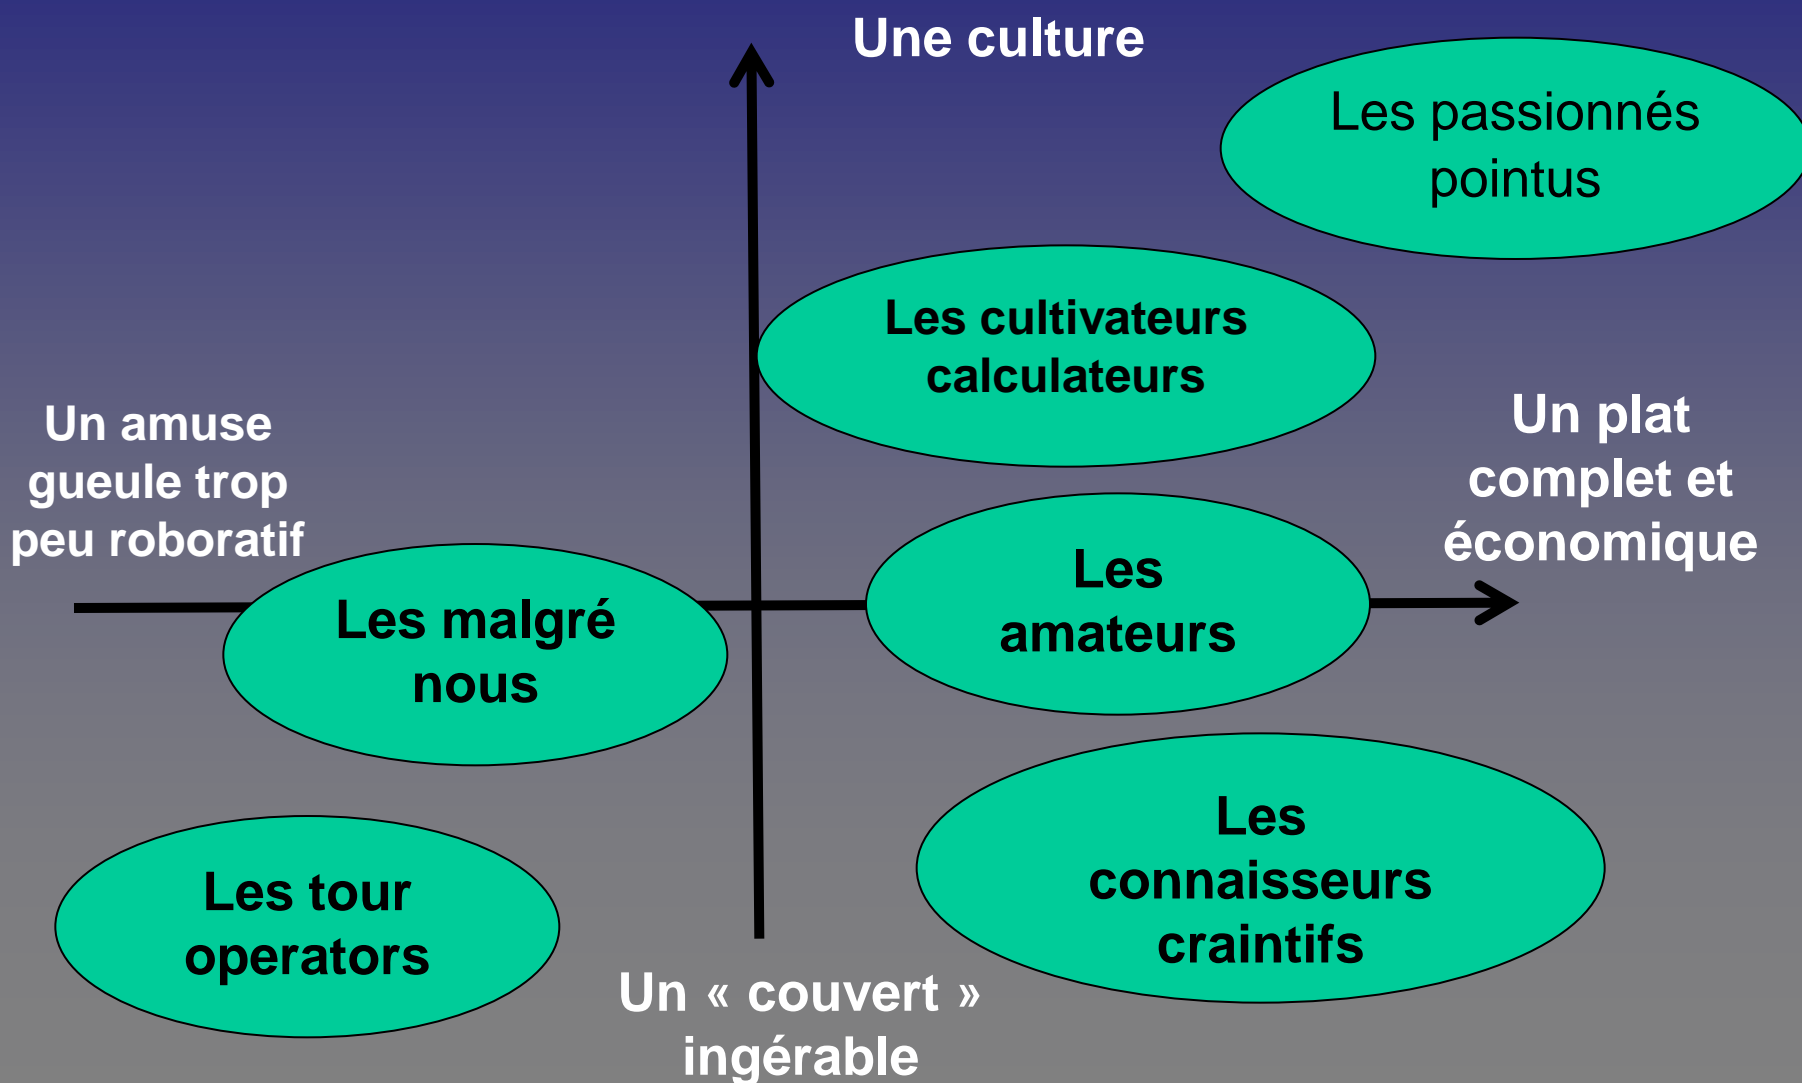 Une culture
Les passionnés
pointus
Les cultivateurs
calculateurs
Un amuse
gueule trop
peu roboratif
Un plat
complet et
économique
Les
amateurs
Les malgré
nous
Les
connaisseurs
craintifs
Les tour
operators
Un « couvert »
ingérable